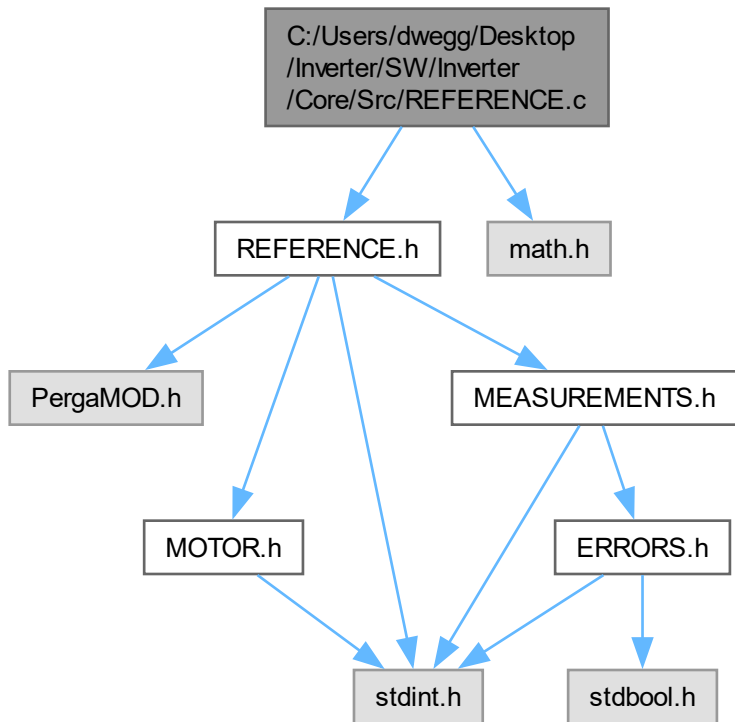 C:/Users/dwegg/Desktop
/Inverter/SW/Inverter
/Core/Src/REFERENCE.c
REFERENCE.h
math.h
PergaMOD.h
MEASUREMENTS.h
MOTOR.h
ERRORS.h
stdint.h
stdbool.h